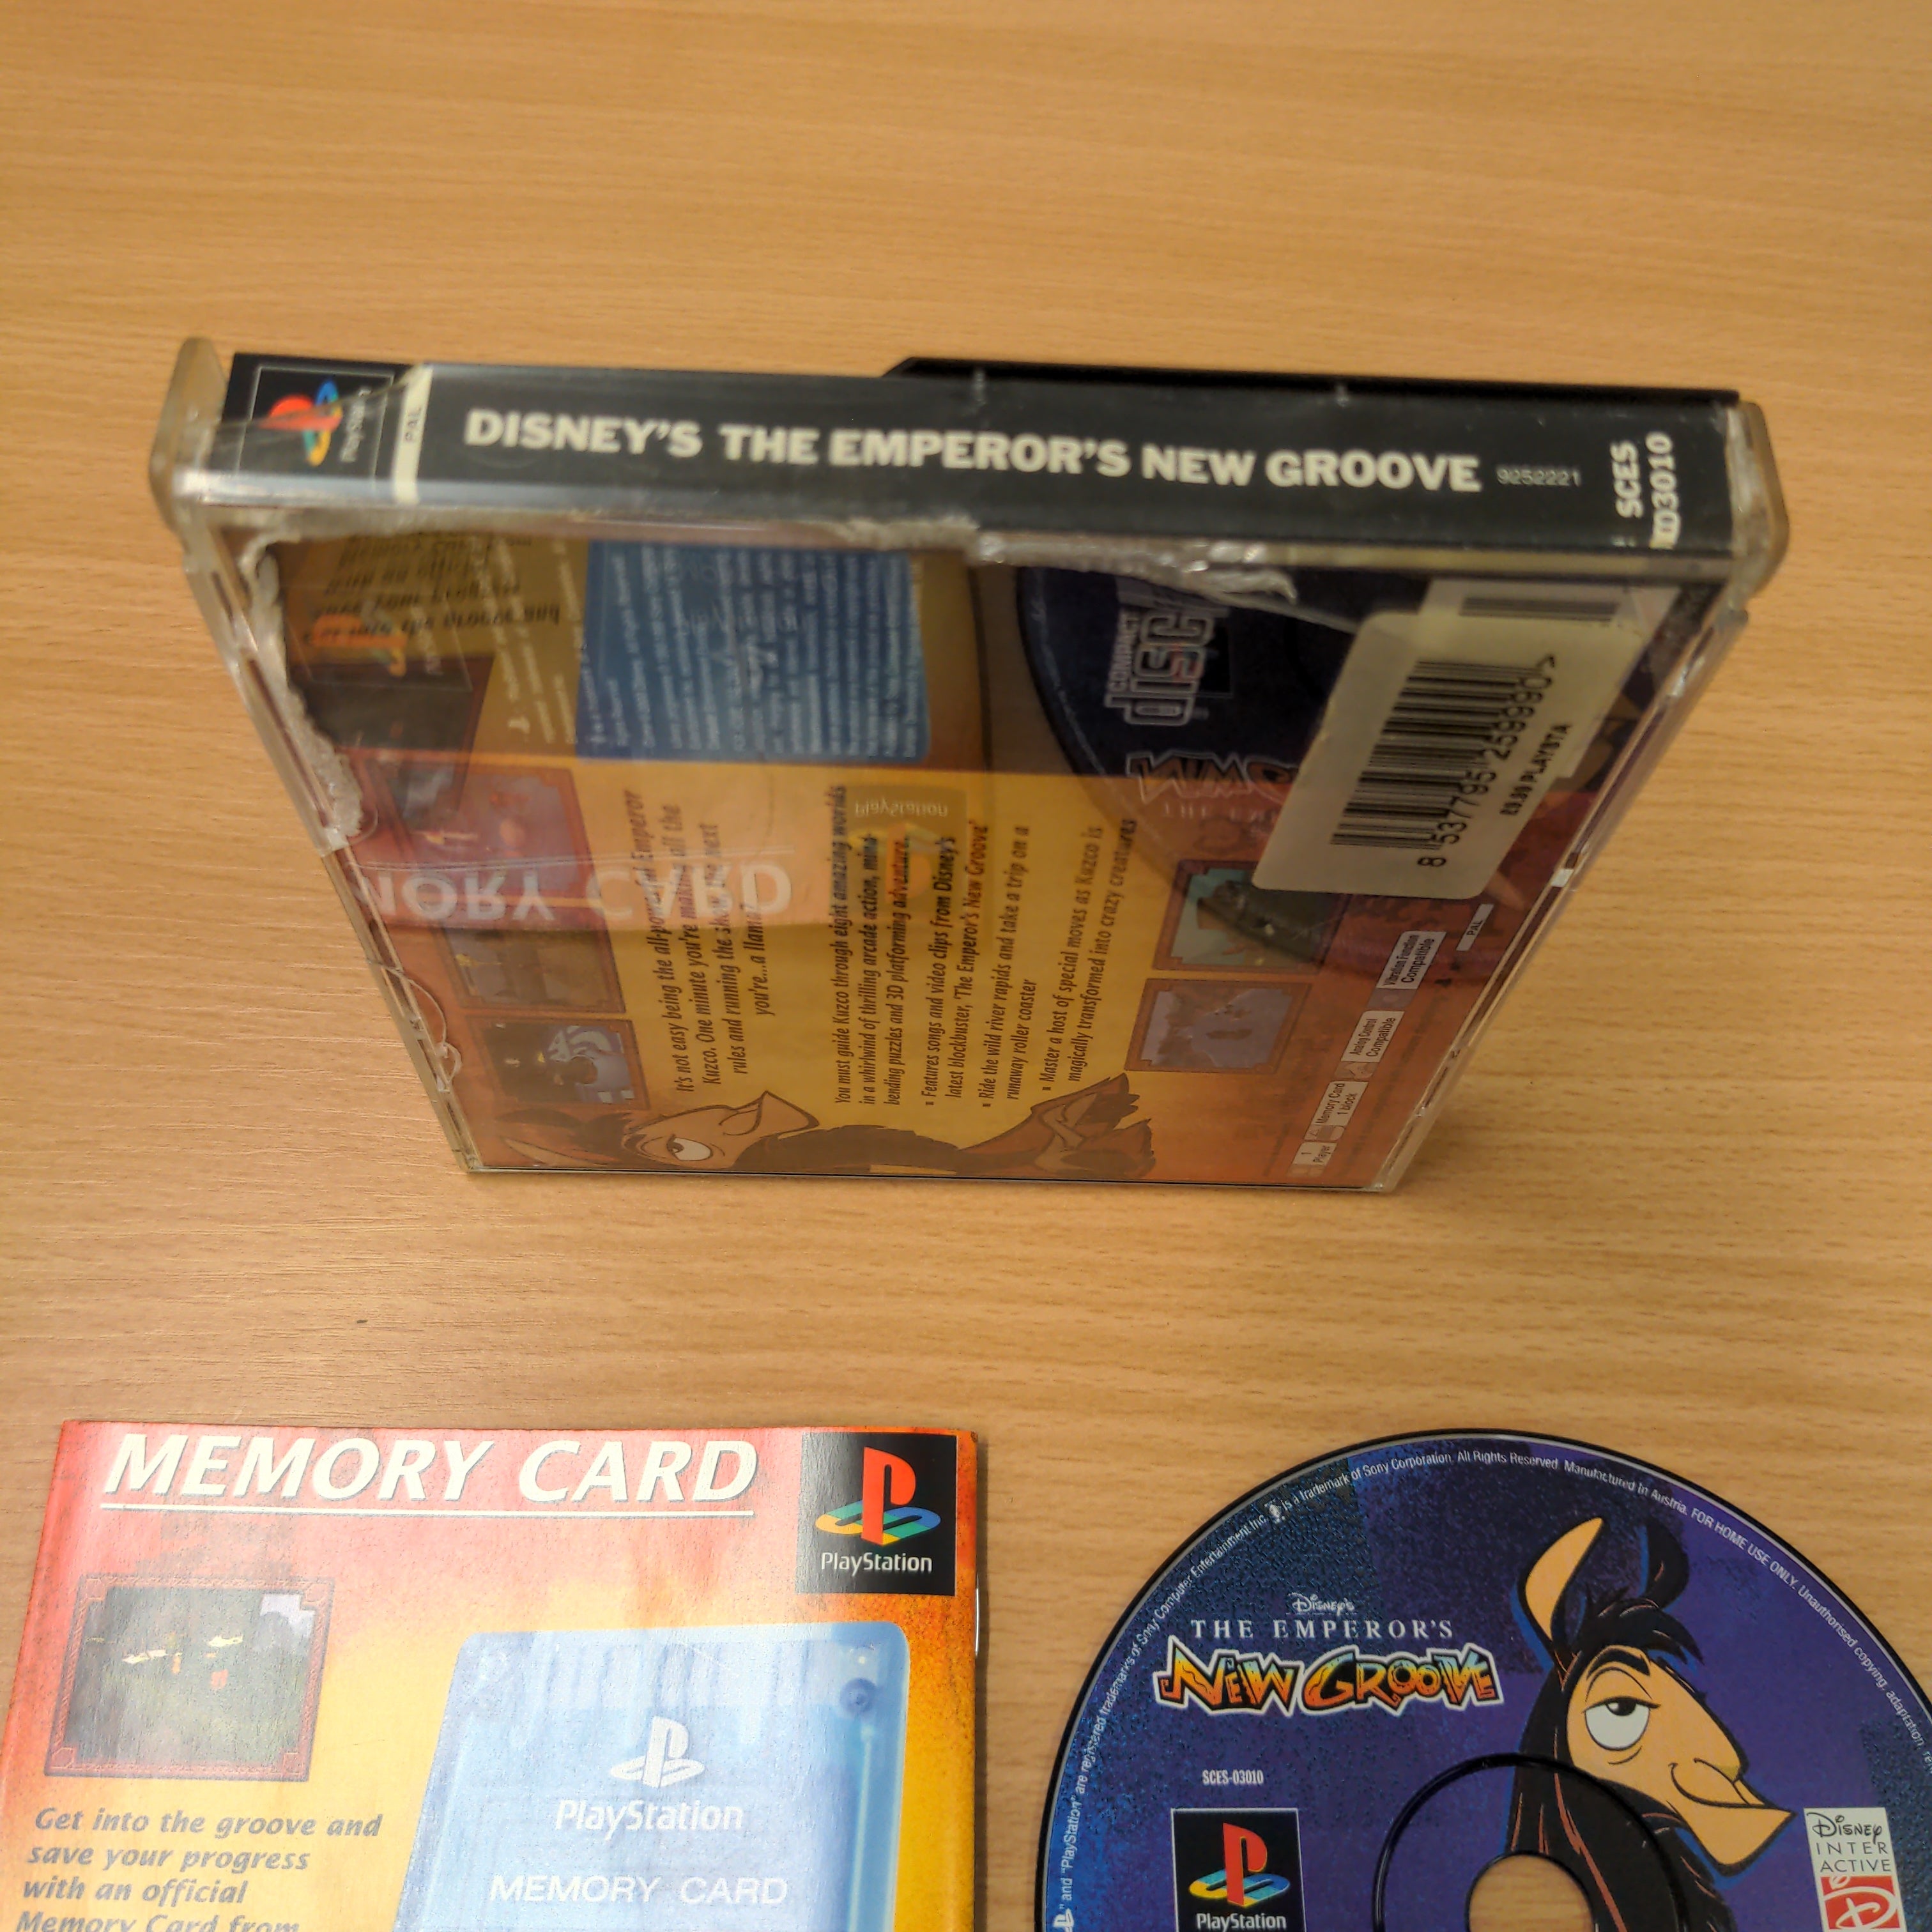 PlayStation
PAL
DISNEY'S THE EMPEROR'S NEW GROOVE
9252221
SCES
03010
COMPACT
disc
8 537795 259990>
£9.99 PLAYSTA
It's not easy being the all-powerful Emperor
Kuzco. One minute you're making all the
rules and running the show the next
you're...a llama?
You must guide Kuzco through eight amazing worlds
in a whirlwind of thrilling arcade action, mind-
bending puzzles and 3D platforming adventure.
▪ Features songs and video clips from Disney's
latest blockbuster, 'The Emperor's New Groove'
▪ Ride the wild river rapids and take a trip on a
runaway roller coaster
▪ Master a host of special moves as Kuzco is
magically transformed into crazy creatures
1
Player
Memory Card
1 block
Analog Control
Compatible
Vibration Function
Compatible
PAL
MEMORY CARD
PlayStation
PlayStation
MEMORY CARD
Get into the groove and
save your progress
with an official
Memory Card from
and "PlayStation" are registered trademarks of Sony Computer Entertainment Inc. is a trademark of Sony Corporation. All Rights Reserved. Manufactured in Austria. FOR HOME USE ONLY. Unauthorised copying, adaptation,
DISNEY'S
THE EMPEROR'S
NEW GROOVE
SCES-03010
PlayStation
DISNEY
INTER
ACTIVE